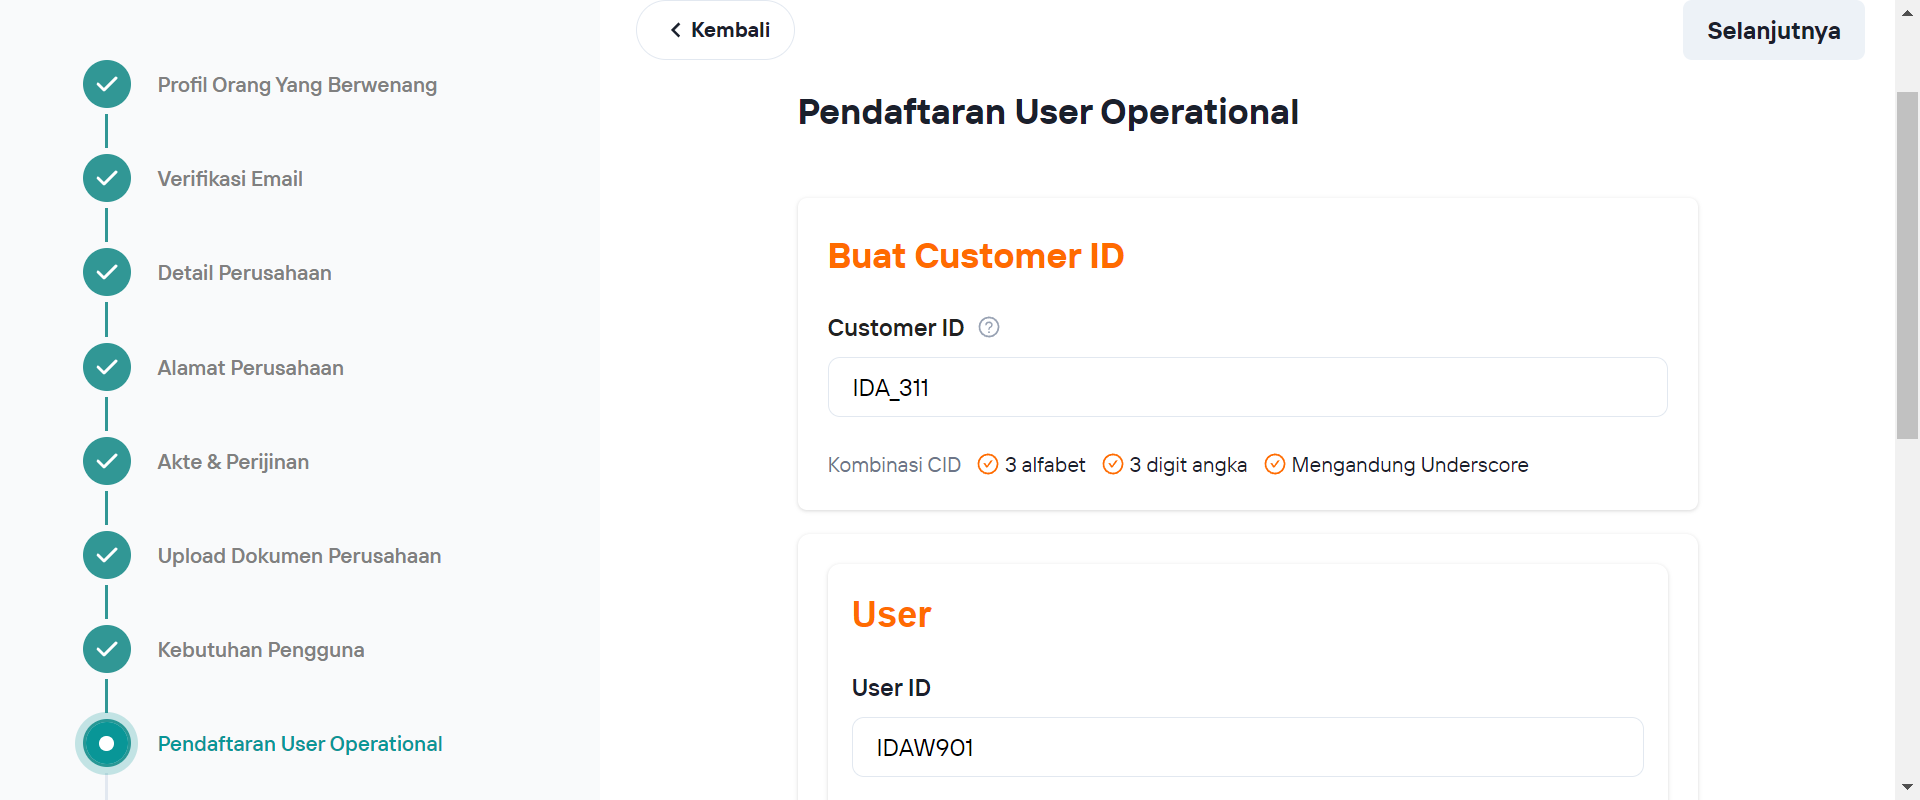 Kembali
Selanjutnya
Profil Orang Yang Berwenang
Verifikasi Email
Detail Perusahaan
Alamat Perusahaan
Akte & Perijinan
Upload Dokumen Perusahaan
Kebutuhan Pengguna
Pendaftaran User Operational
Pendaftaran User Operational
Buat Customer ID
Customer ID
IDA_311
Kombinasi CID 3 alfabet 3 digit angka Mengandung Underscore
User
User ID
IDAW901